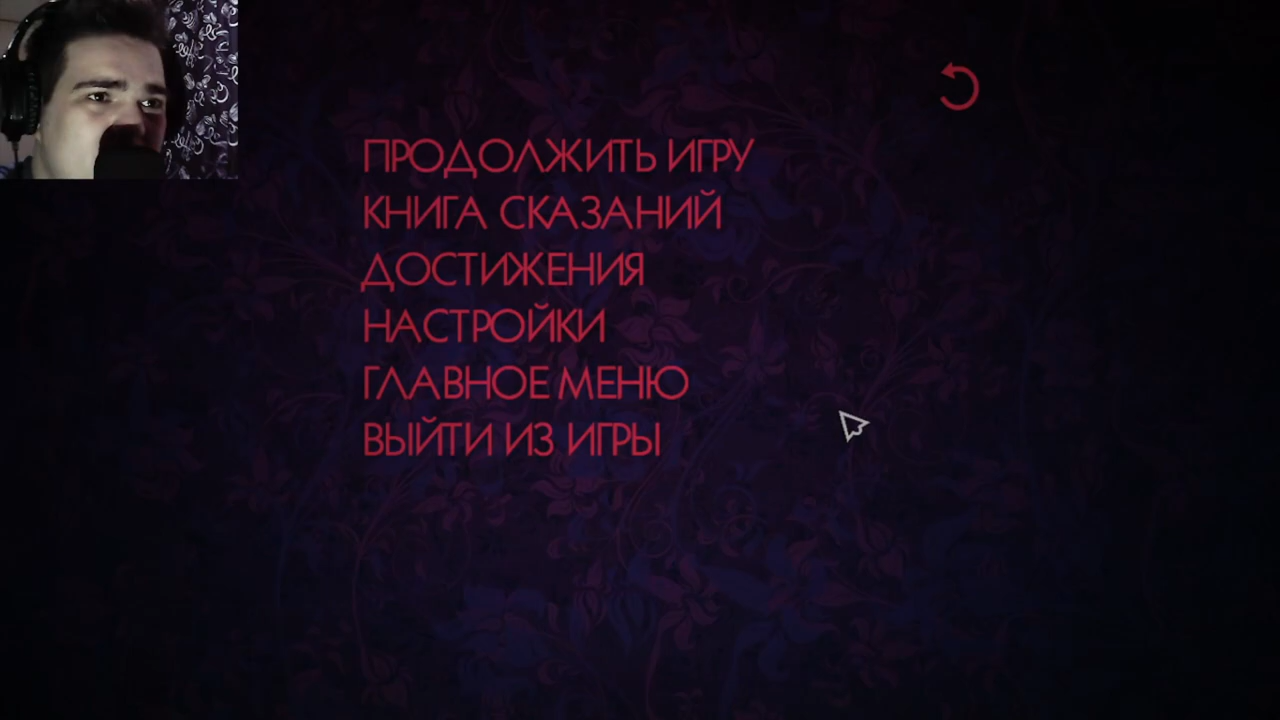 ПРОДОЛЖИТЬ ИГРУ
КНИГА СКАЗАНИЙ
ДОСТИЖЕНИЯ
НАСТРОЙКИ
ГЛАВНОЕ МЕНЮ
ВЫЙТИ ИЗ ИГРЫ